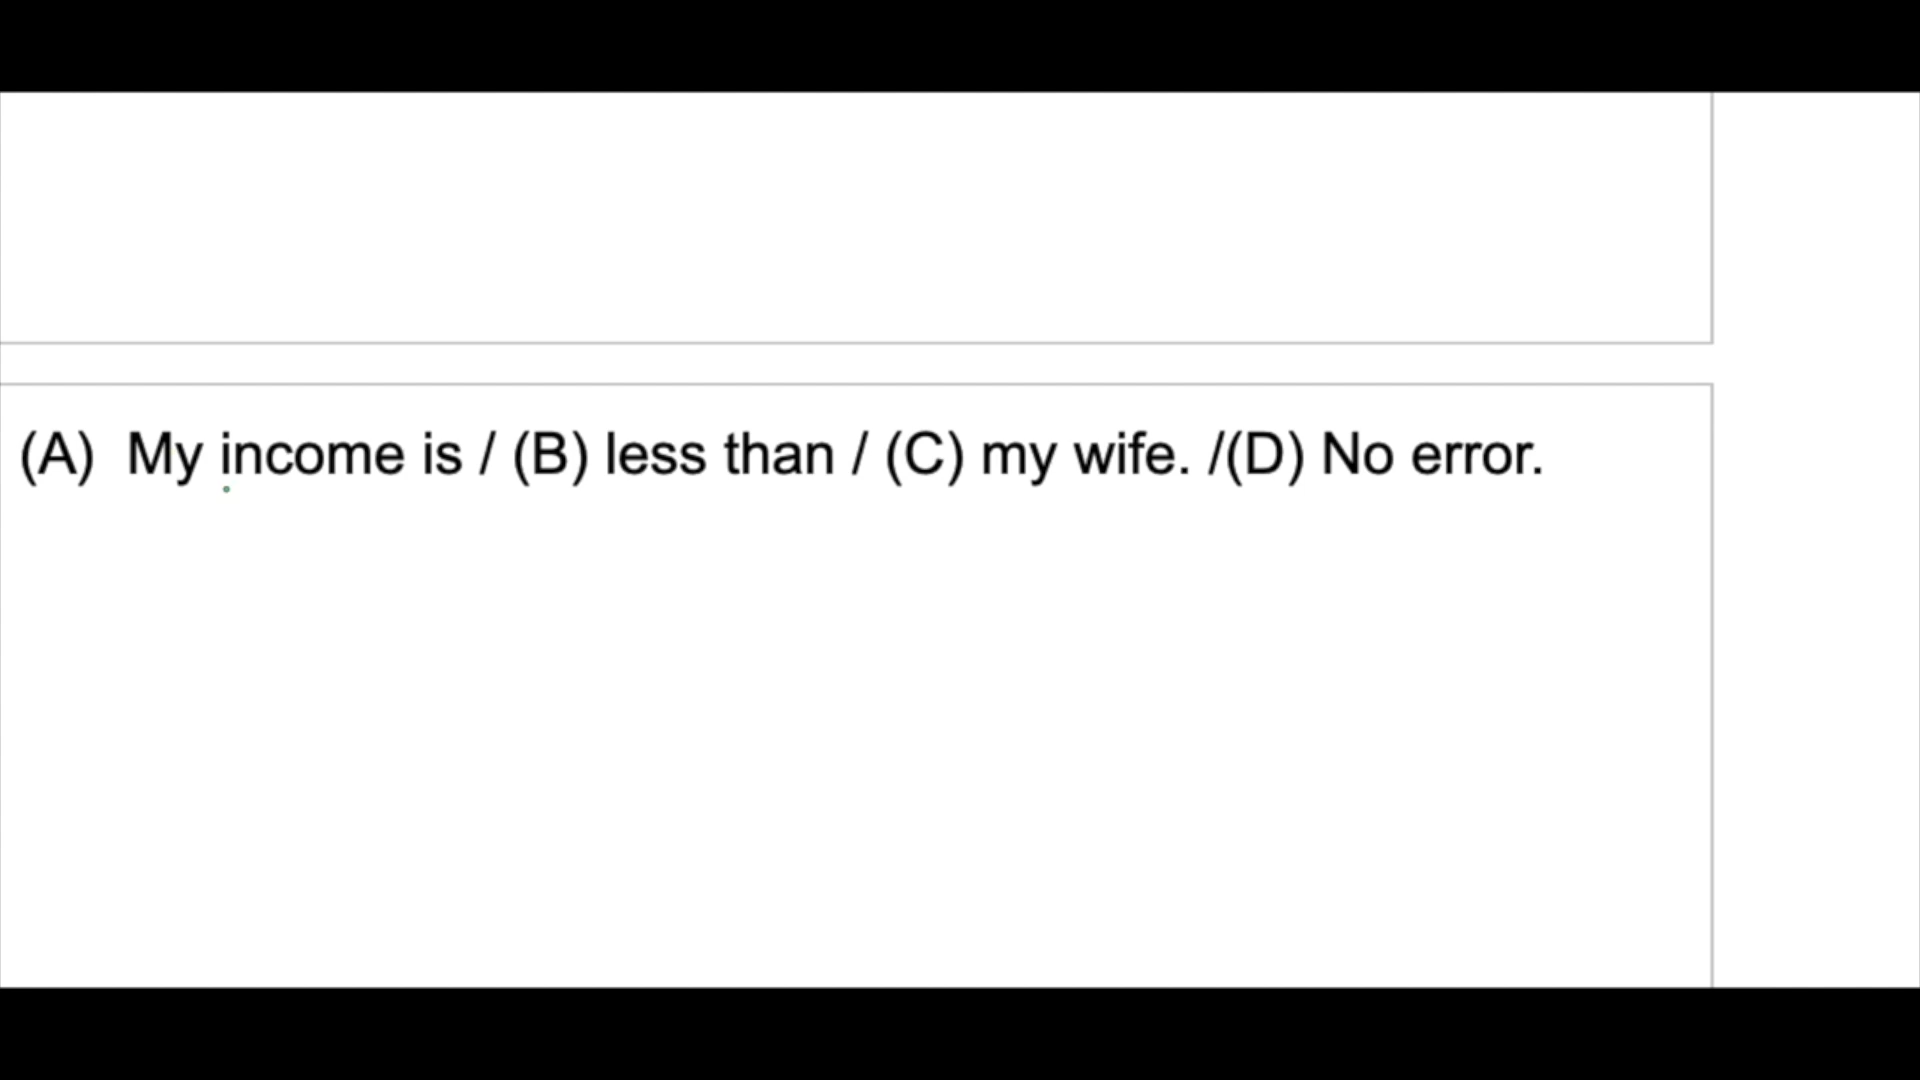 (A) My income is / (B) less than / (C) my wife. /(D) No error.